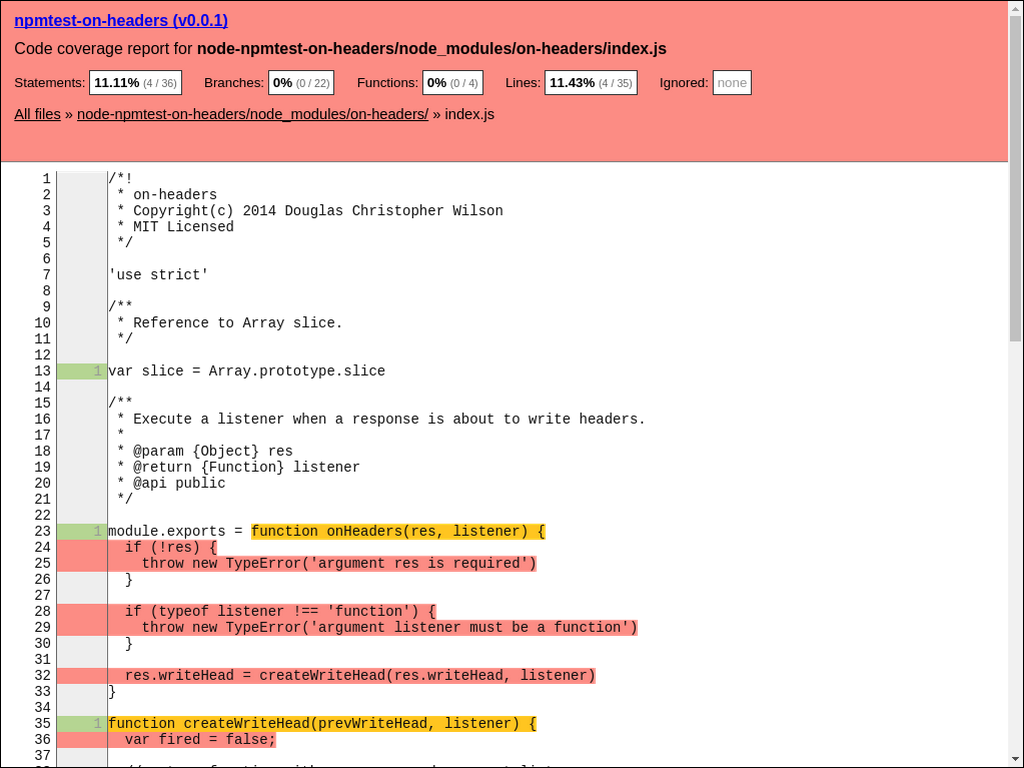 npmtest-on-headers (v0.0.1)
Code coverage report for node-npmtest-on-headers/node_modules/on-headers/index.js
Statements: 11.11% (4 / 36) Branches: 0% (0 / 22) Functions: 0% (0 / 4) Lines: 11.43% (4 / 35) Ignored: none
All files » node-npmtest-on-headers/node_modules/on-headers/ » index.js
1 /*!
2  * on-headers
3  * Copyright(c) 2014 Douglas Christopher Wilson
4  * MIT Licensed
5  */
6
7 'use strict'
8
9 /**
10  * Reference to Array slice.
11  */
12
13 1 var slice = Array.prototype.slice
14
15 /**
16  * Execute a listener when a response is about to write headers.
17  *
18  * @param {Object} res
19  * @return {Function} listener
20  * @api public
21  */
22
23 1 module.exports = function onHeaders(res, listener) {
24   if (!res) {
25     throw new TypeError('argument res is required')
26   }
27
28   if (typeof listener !== 'function') {
29     throw new TypeError('argument listener must be a function')
30   }
31
32   res.writeHead = createWriteHead(res.writeHead, listener)
33 }
34
35 1 function createWriteHead(prevWriteHead, listener) {
36   var fired = false;
37